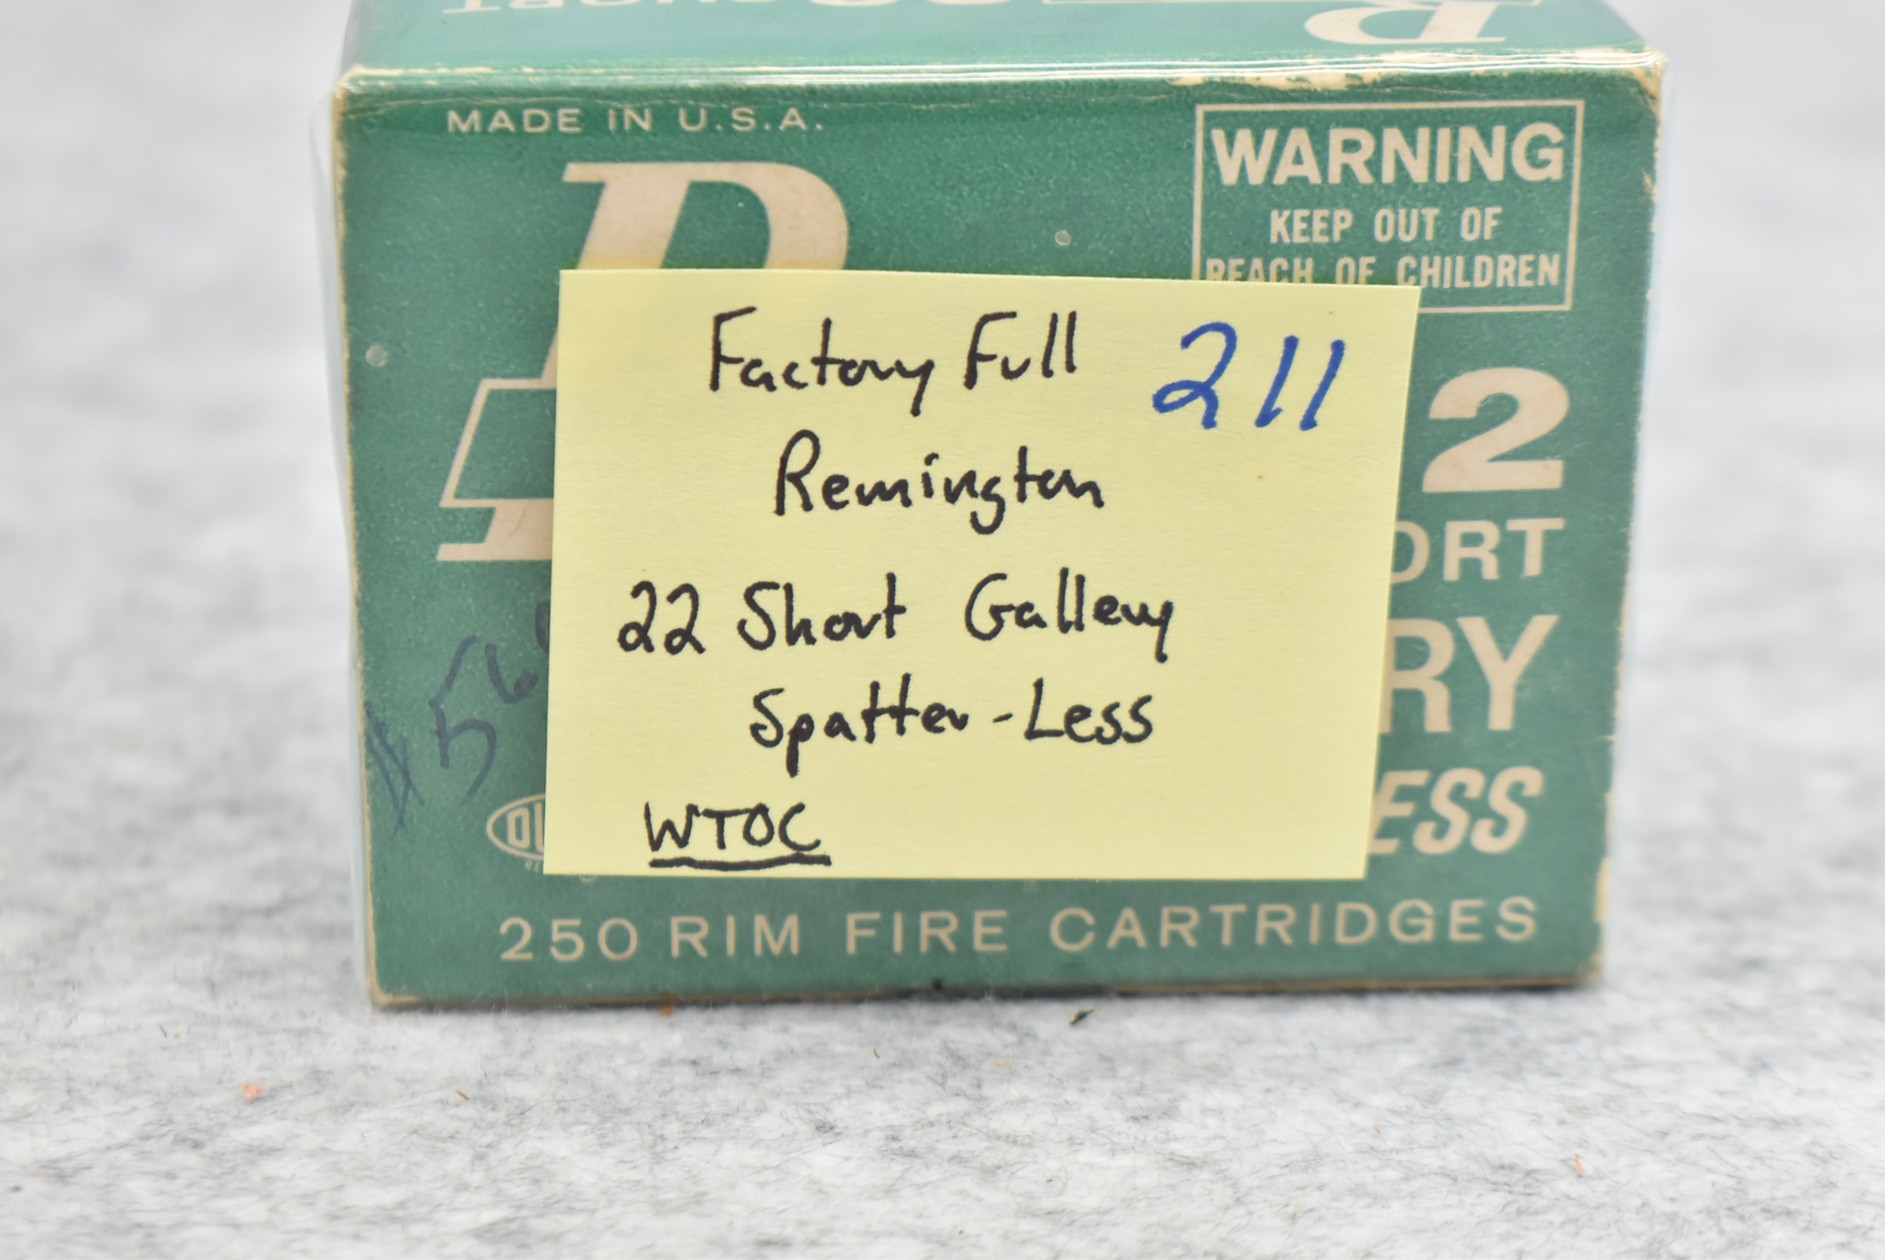 MADE IN U.S.A.
WARNING
KEEP OUT OF
REACH OF CHILDREN
Factory Full 211
Remington
22 Short Gallery
Spatter-Less
WTOC
2
ORT
RY
ESS
250 RIM FIRE CARTRIDGES